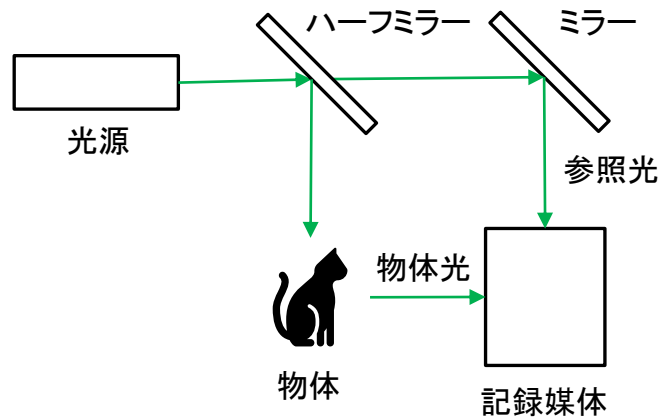 ハーフミラー
ミラー
光源
参照光
物体光
物体
記録媒体